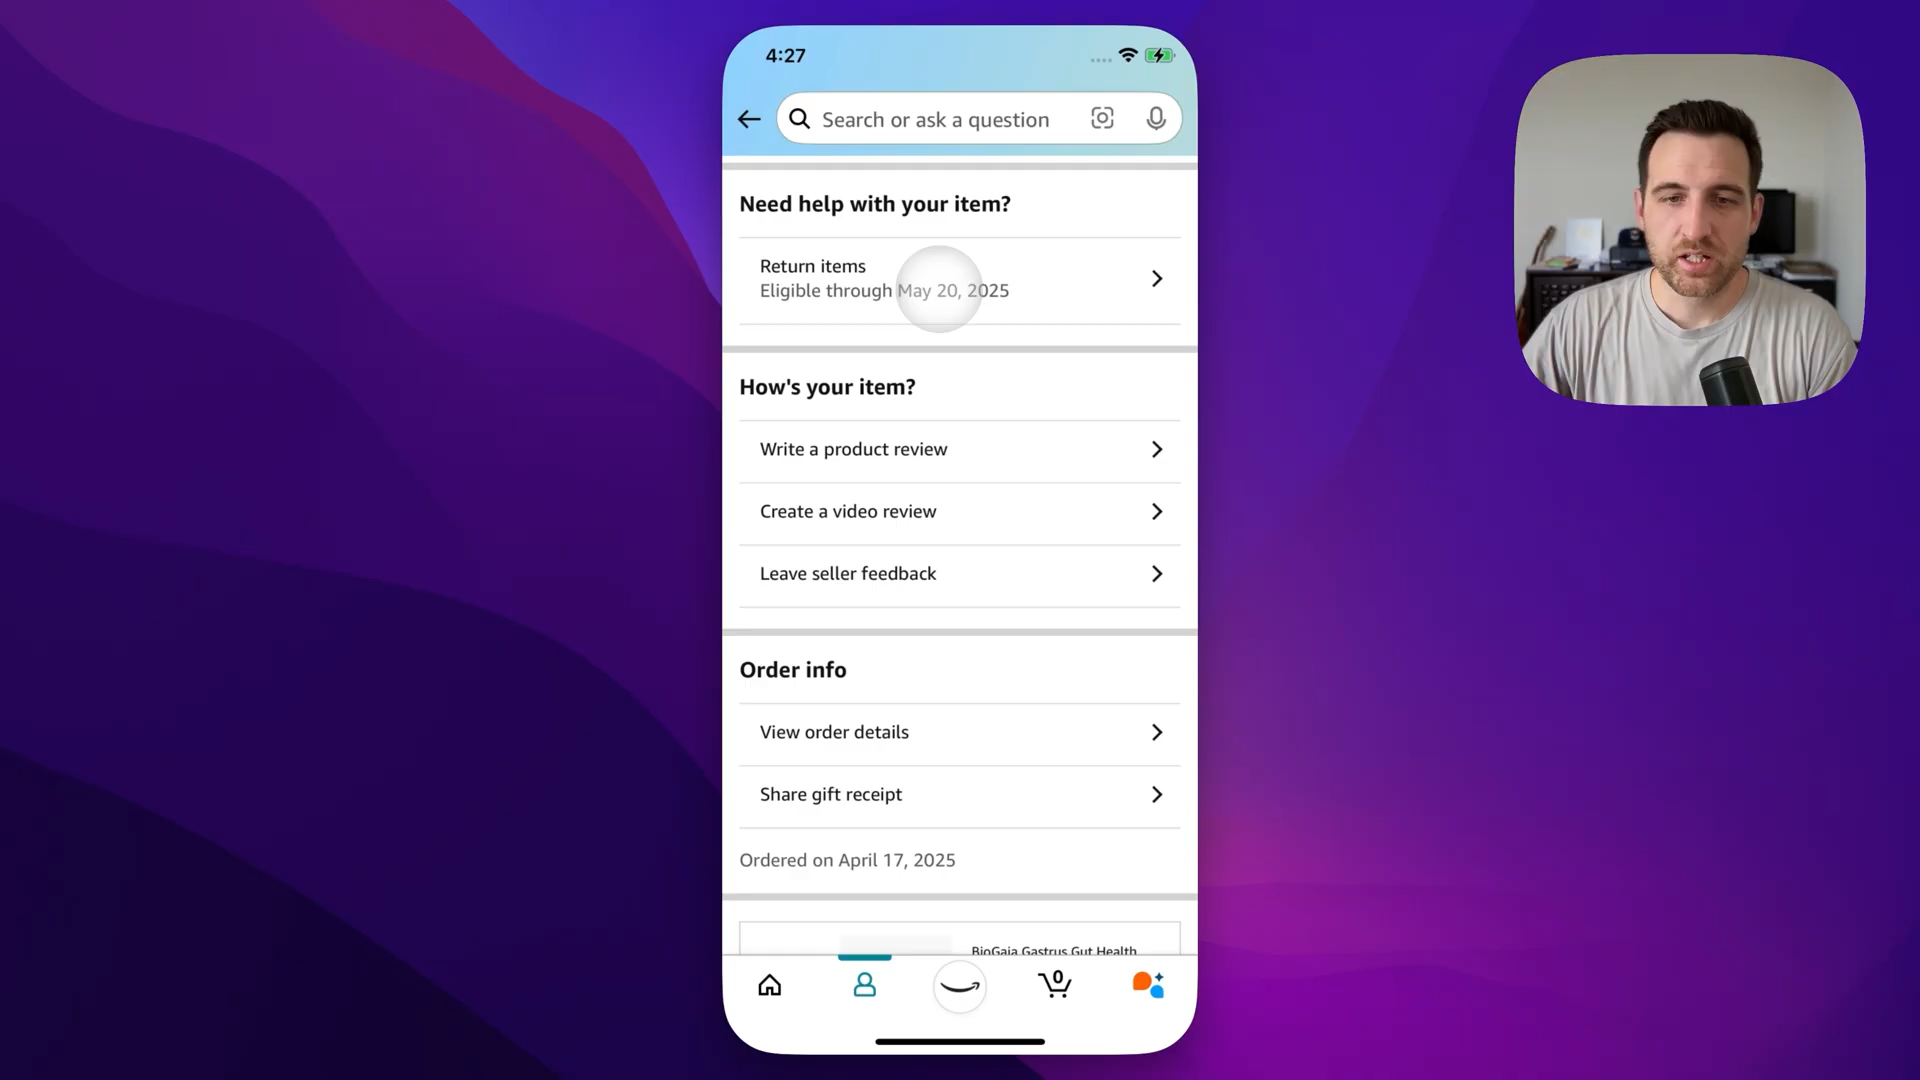 4:27
Search or ask a question
Need help with your item?
Return items
Eligible through May 20, 2025
How's your item?
Write a product review
Create a video review
Leave seller feedback
Order info
View order details
Share gift receipt
Ordered on April 17, 2025
BioGaia Gastrus Gut Health
0